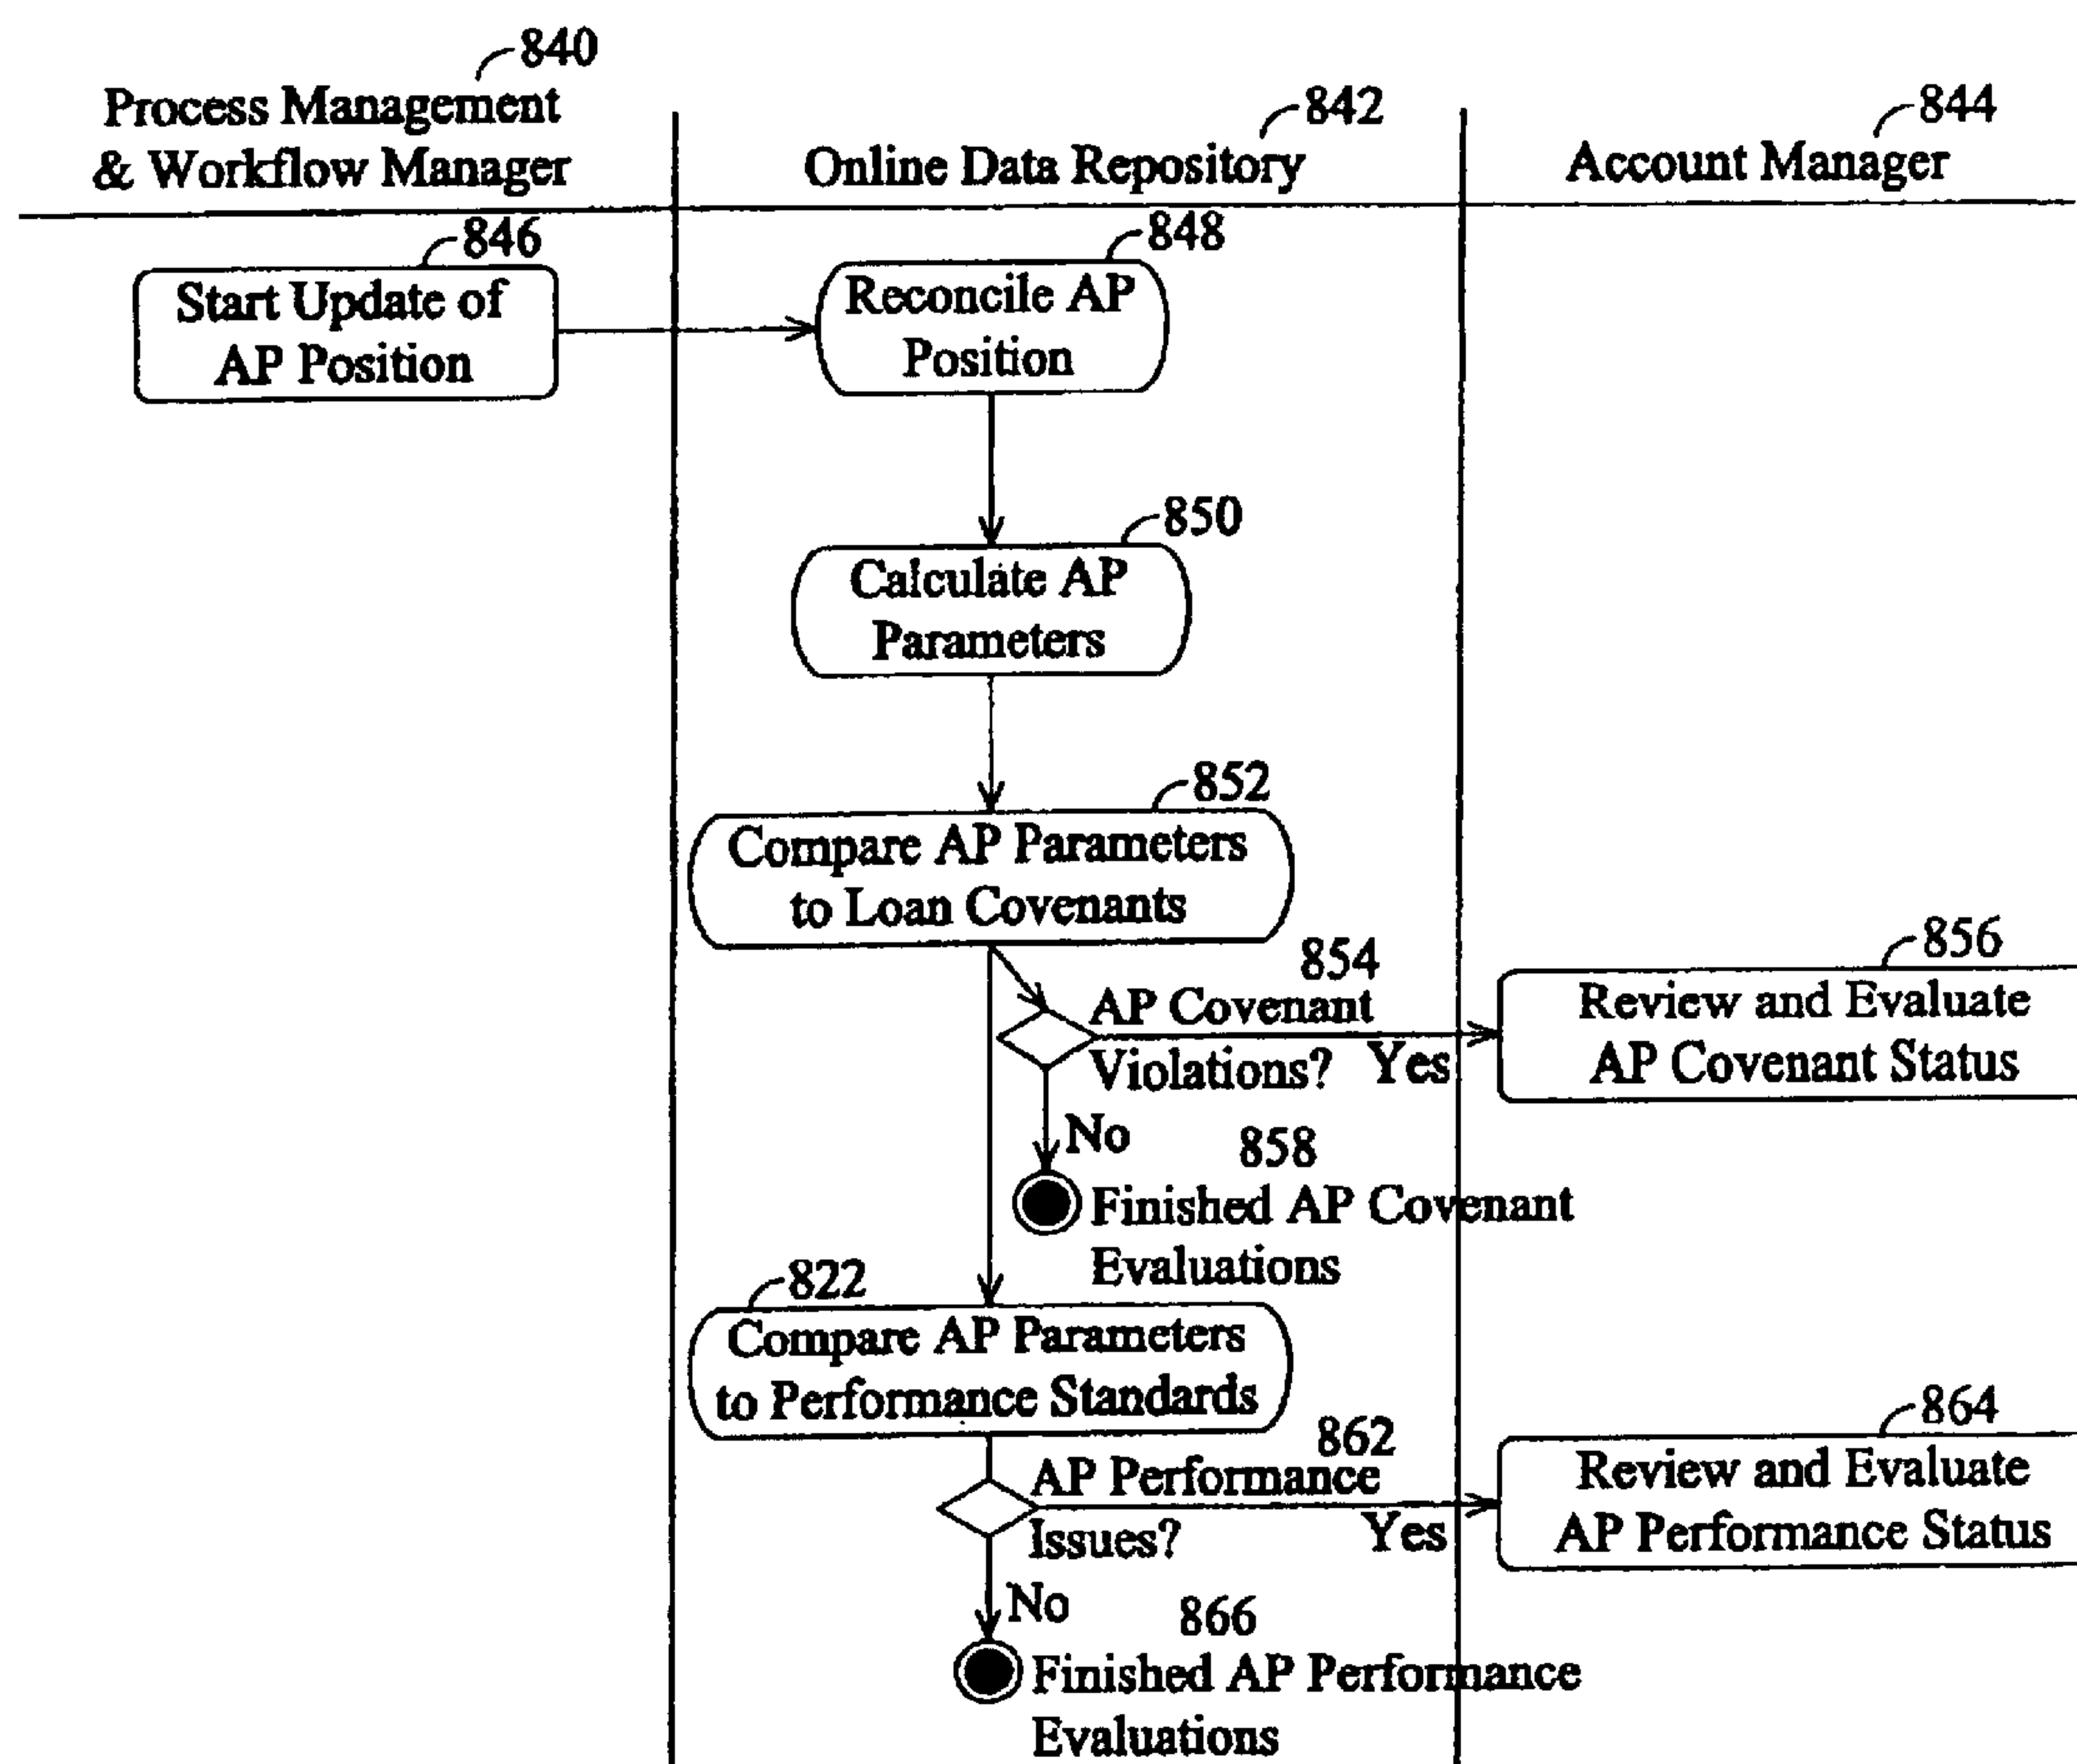 840
Process Management
& Workflow Manager
842
Online Data Repository
844
Account Manager
846
Start Update of
AP Position
848
Reconcile AP
Position
850
Calculate AP
Parameters
852
Compare AP Parameters
to Loan Covenants
854
AP Covenant
Violations?
Yes
856
Review and Evaluate
AP Covenant Status
No
858
Finished AP Covenant
Evaluations
822
Compare AP Parameters
to Performance Standards
862
AP Performance
Issues?
Yes
864
Review and Evaluate
AP Performance Status
No
866
Finished AP Performance
Evaluations